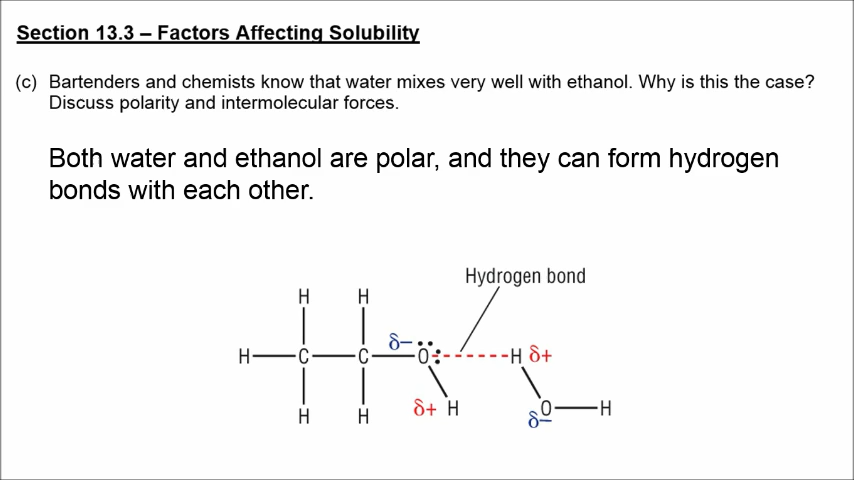 Section 13.3 – Factors Affecting Solubility
(c) Bartenders and chemists know that water mixes very well with ethanol. Why is this the case?
Discuss polarity and intermolecular forces.
Both water and ethanol are polar, and they can form hydrogen
bonds with each other.
Hydrogen bond
H H
δ−
H C C O H δ+
H H δ+ H O H
δ−